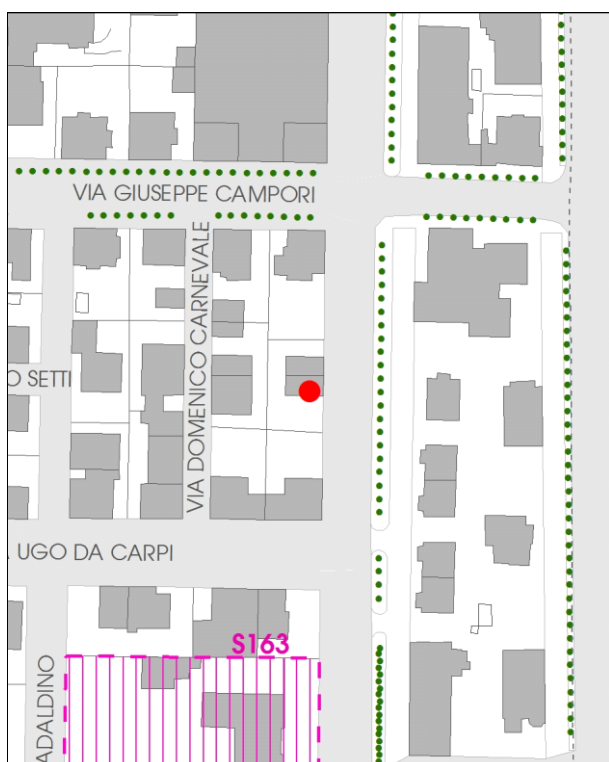 VIA GIUSEPPE CAMPORI
VIA DOMENICO CARNEVALE
O SETTI
UGO DA CARPI
S163
ADALDINO